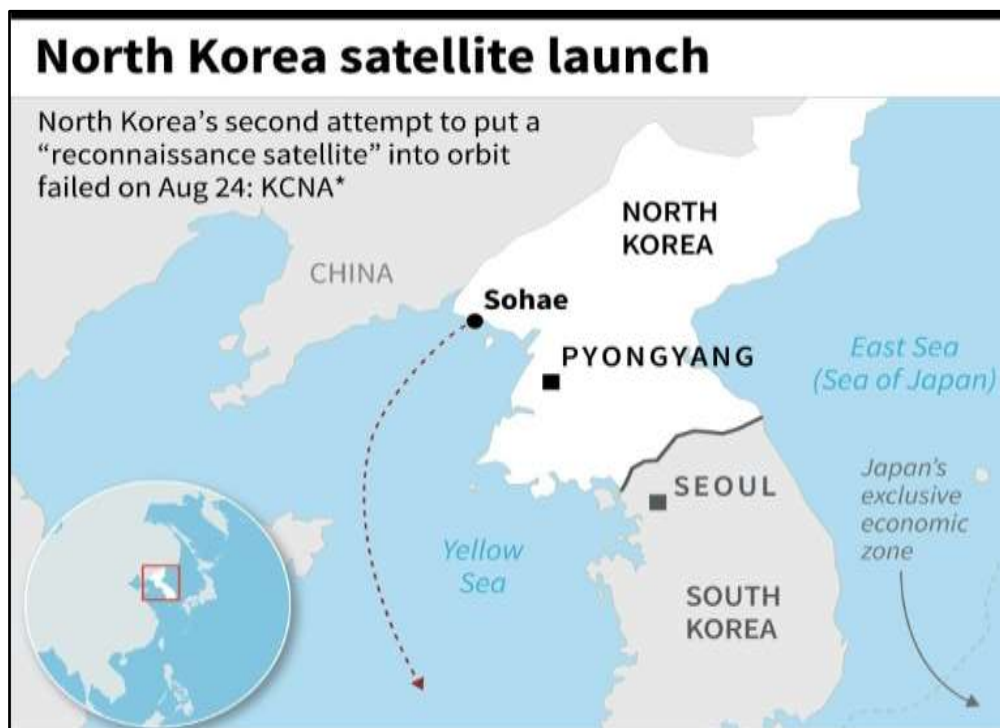 North Korea satellite launch
North Korea's second attempt to put a
“reconnaissance satellite” into orbit
failed on Aug 24: KCNA*
NORTH
KOREA
CHINA
Sohae
PYONGYANG
East Sea
(Sea of Japan)
Japan's
exclusive
economic
zone
SEOUL
Yellow
Sea
SOUTH
KOREA